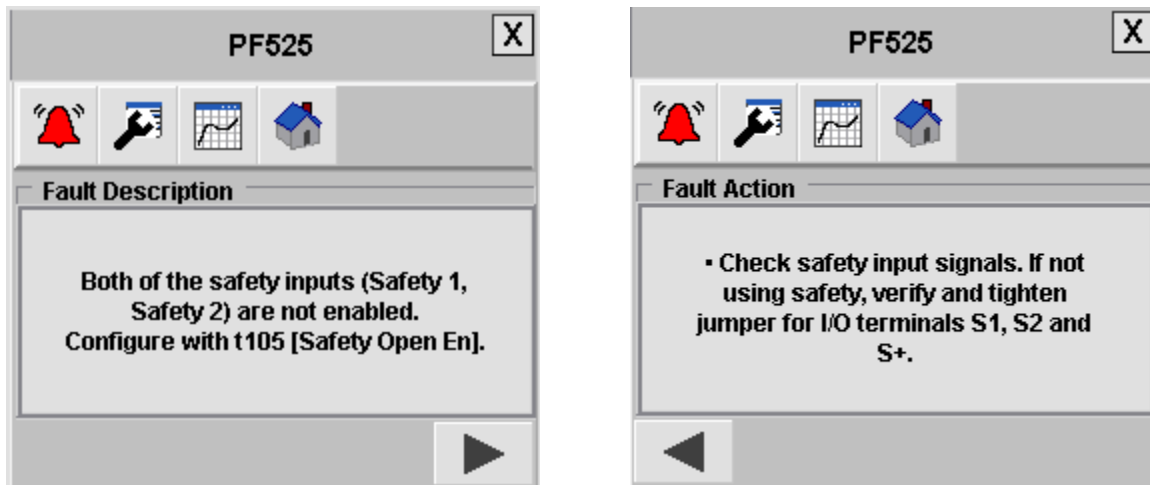 PF525
X
Fault Description
Both of the safety inputs (Safety 1,
Safety 2) are not enabled.
Configure with t105 [Safety Open En].
PF525
X
Fault Action
▪ Check safety input signals. If not
using safety, verify and tighten
jumper for I/O terminals S1, S2 and
S+.